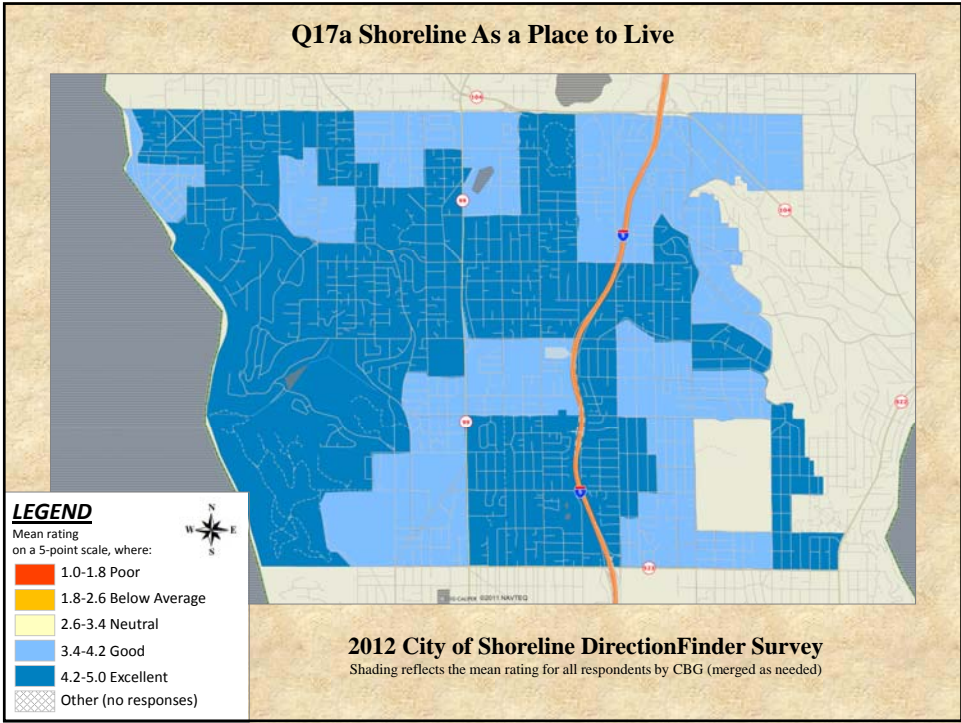 Q17a Shoreline As a Place to Live
104
99
5
104
99
522
5
523
©2011 NAVTEQ
LEGEND
Mean rating
on a 5-point scale, where:
N
W E
S
1.0-1.8 Poor
1.8-2.6 Below Average
2.6-3.4 Neutral
3.4-4.2 Good
4.2-5.0 Excellent
Other (no responses)
2012 City of Shoreline DirectionFinder Survey
Shading reflects the mean rating for all respondents by CBG (merged as needed)